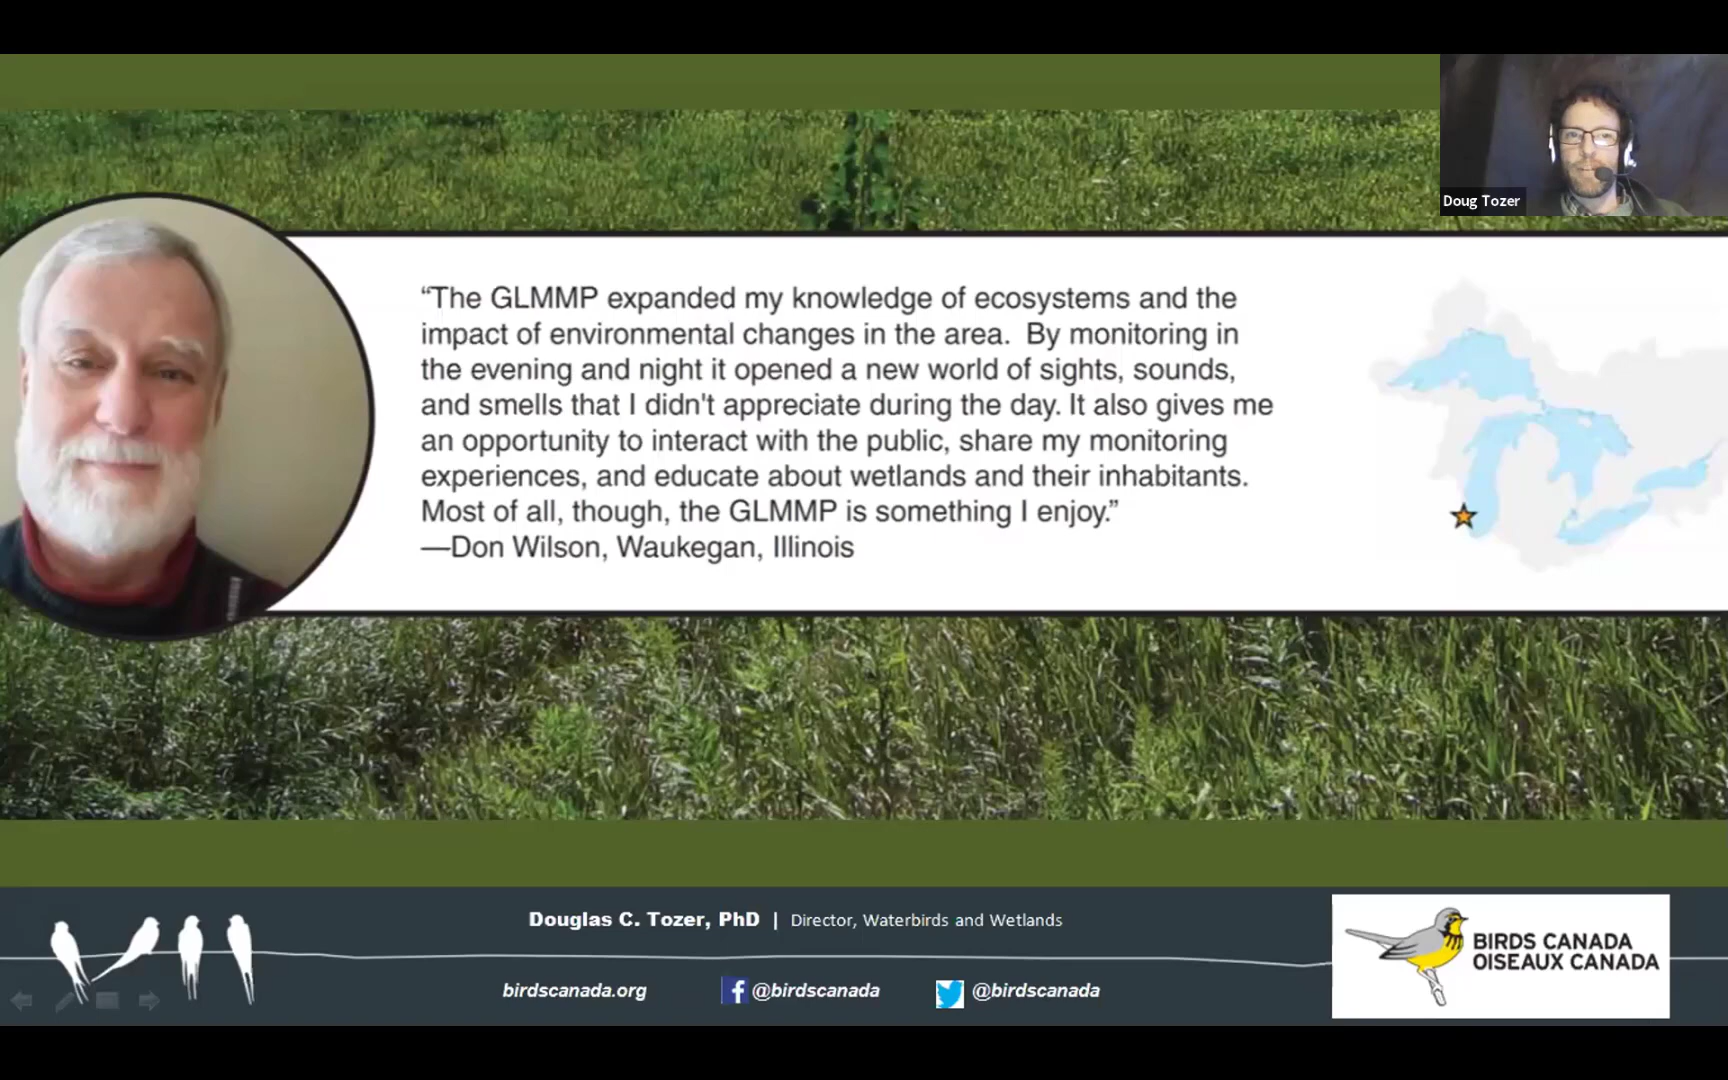 Doug Tozer
“The GLMMP expanded my knowledge of ecosystems and the
impact of environmental changes in the area.  By monitoring in
the evening and night it opened a new world of sights, sounds,
and smells that I didn't appreciate during the day. It also gives me
an opportunity to interact with the public, share my monitoring
experiences, and educate about wetlands and their inhabitants.
Most of all, though, the GLMMP is something I enjoy.”
—Don Wilson, Waukegan, Illinois
Douglas C. Tozer, PhD | Director, Waterbirds and Wetlands
birdscanada.org @birdscanada @birdscanada
BIRDS CANADA
OISEAUX CANADA